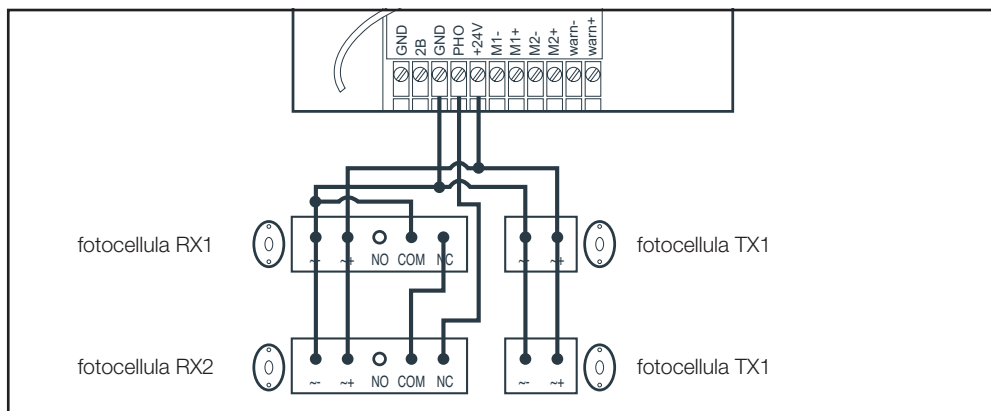 GND 2B GND PHO +24V M1- M1+ M2- M2+ warn- warn+
fotocellula RX1
~- ~+ NO COM NC
~- ~+
fotocellula TX1
fotocellula RX2
~- ~+ NO COM NC
~- ~+
fotocellula TX1